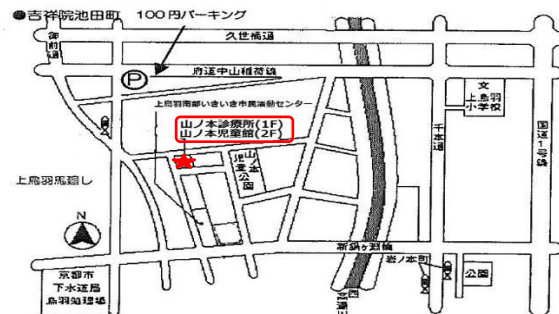 ●吉祥院池田町 100円パーキング
久世橋通
御前通
府道中山稲荷線
P
上鳥羽南部いきいき市民活動センター
山ノ本診療所(1F)
山ノ本児童館(2F)
山ノ本
児童公園
文
上鳥羽
小学校
千本通
国道1号線
上鳥羽馬廻し
N
新鍋ヶ淵橋
岩ノ本町
公園
京都市
下水道局
鳥羽処理場